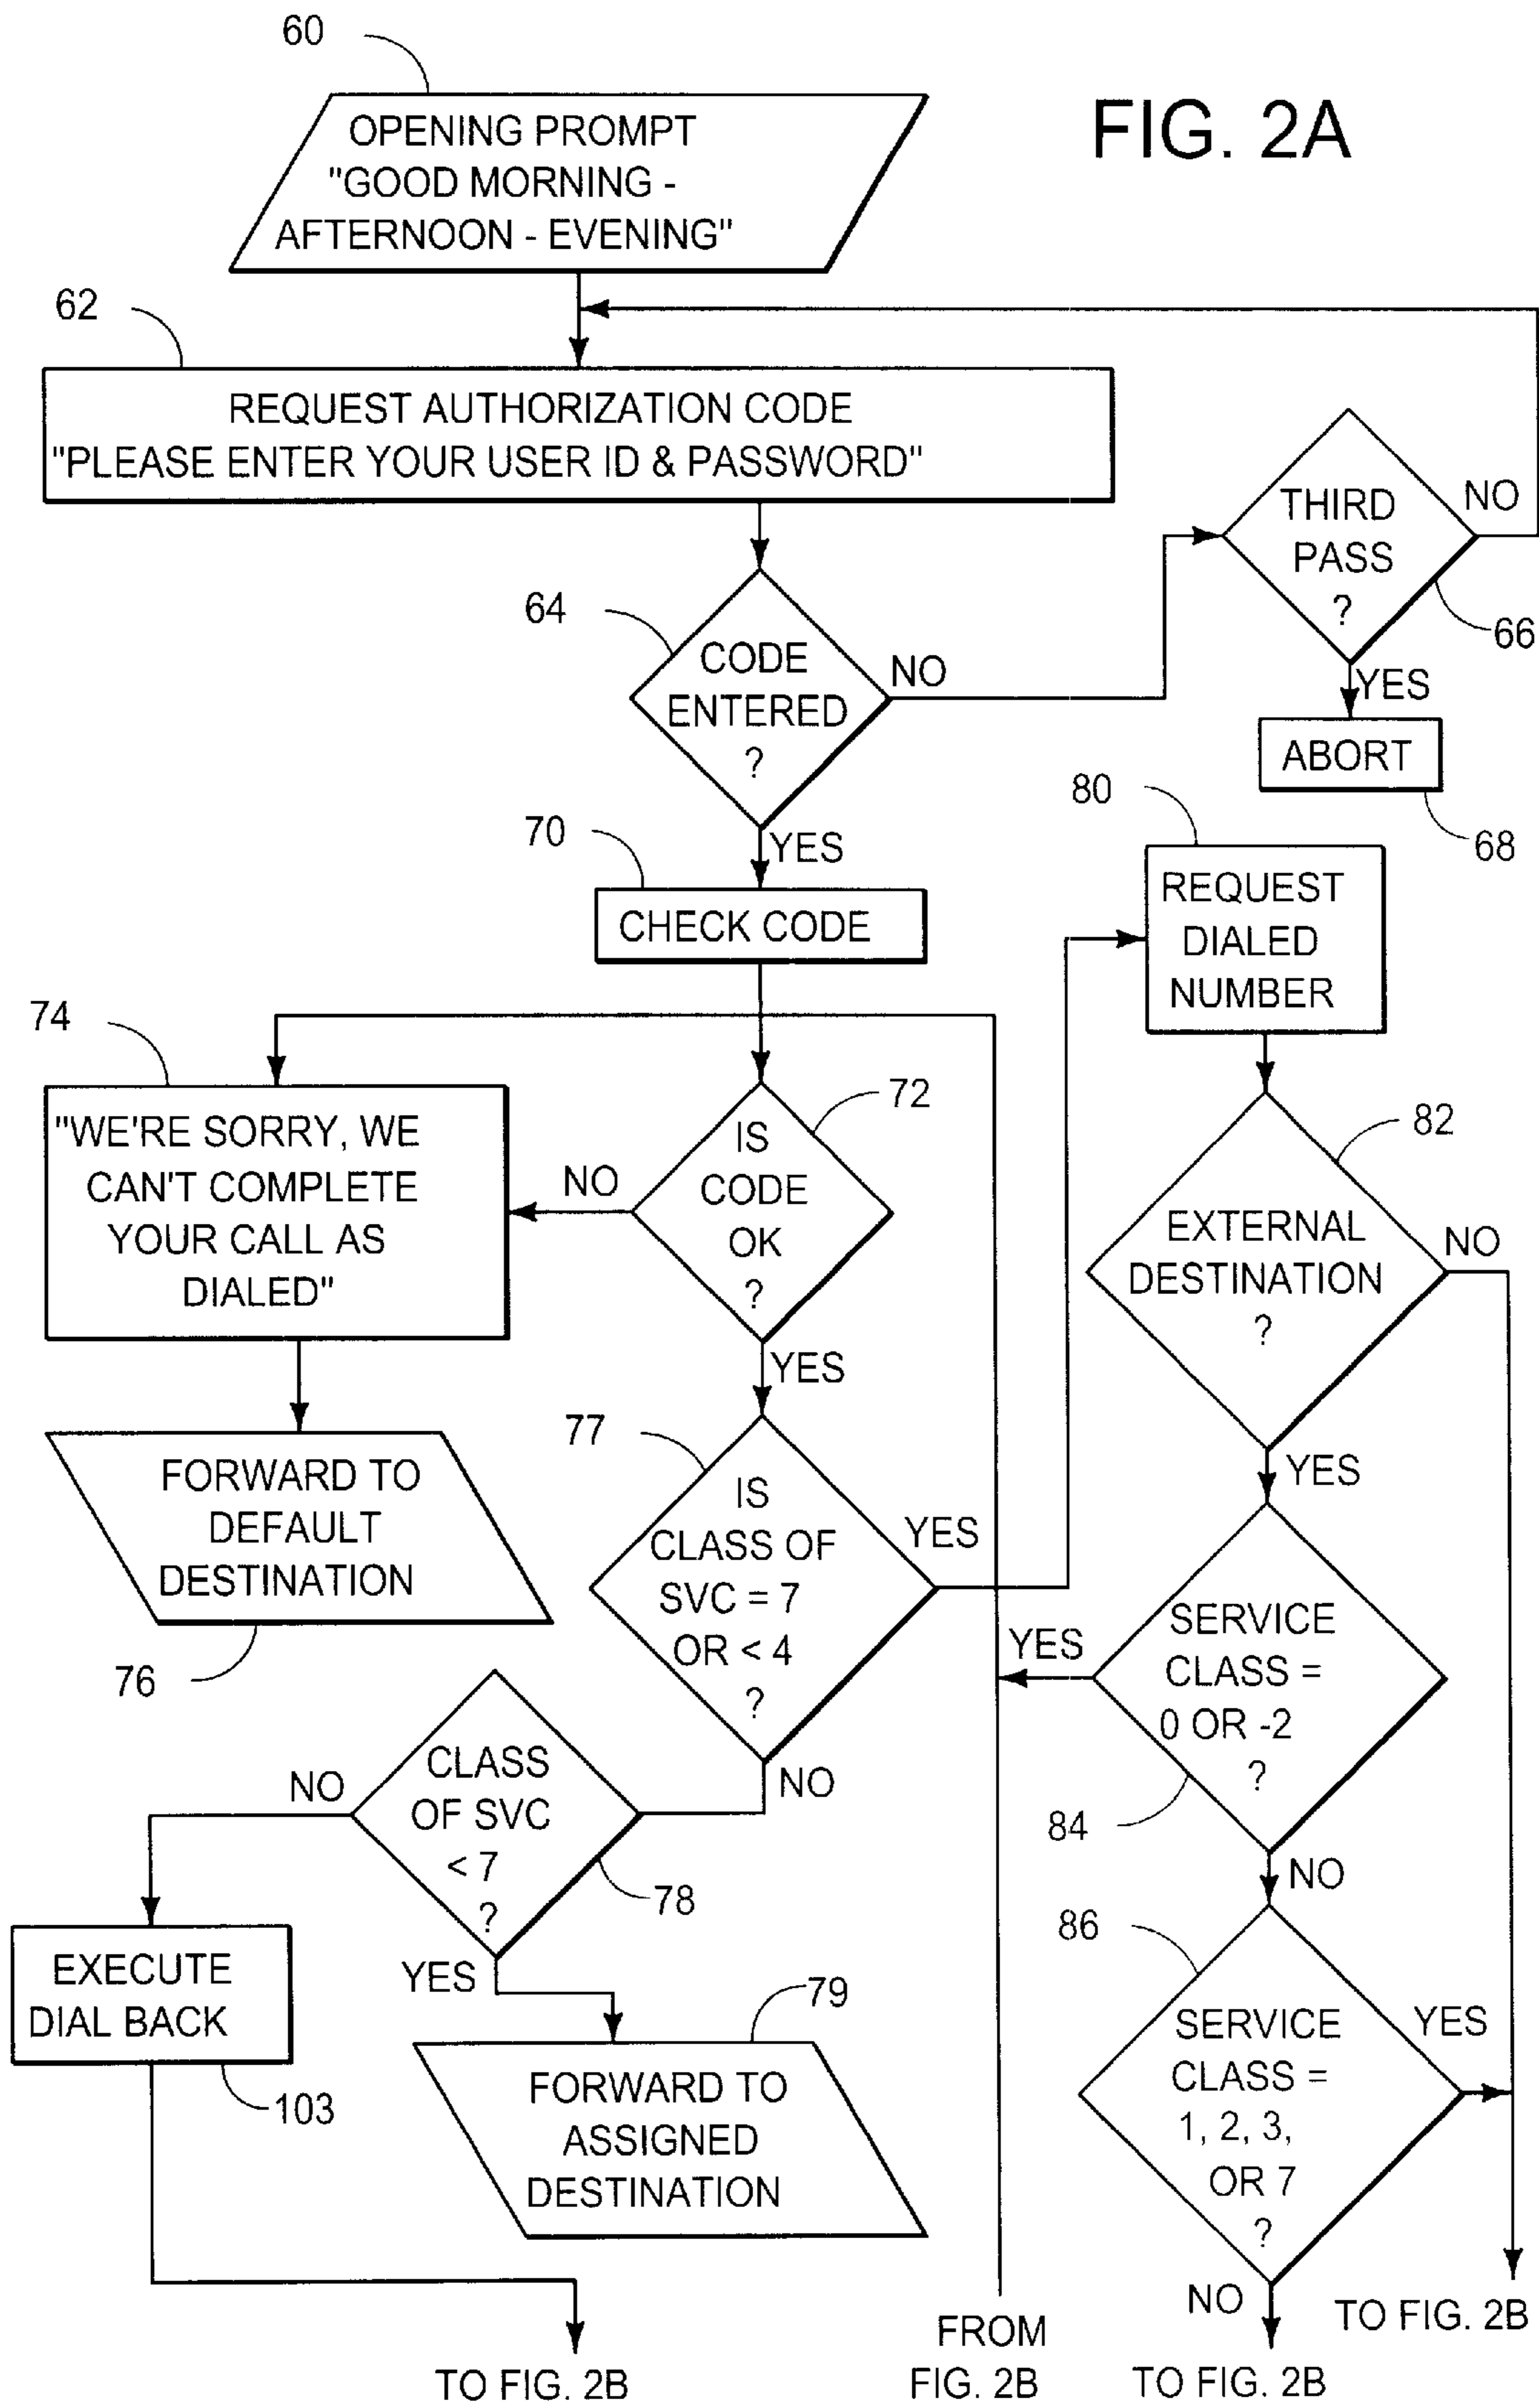 60
FIG. 2A
OPENING PROMPT
"GOOD MORNING -
AFTERNOON - EVENING"
62
REQUEST AUTHORIZATION CODE
"PLEASE ENTER YOUR USER ID & PASSWORD"
THIRD
PASS
?
NO
66
YES
ABORT
68
64
CODE
ENTERED
?
NO
YES
70
CHECK CODE
80
REQUEST
DIALED
NUMBER
74
"WE'RE SORRY, WE
CAN'T COMPLETE
YOUR CALL AS
DIALED"
72
IS
CODE
OK
?
NO
YES
82
EXTERNAL
DESTINATION
?
NO
YES
FORWARD TO
DEFAULT
DESTINATION
76
77
IS
CLASS OF
SVC = 7
OR < 4
?
YES
NO
YES
SERVICE
CLASS =
0 OR -2
?
84
NO
CLASS
OF SVC
< 7
?
NO
78
YES
EXECUTE
DIAL BACK
103
79
FORWARD TO
ASSIGNED
DESTINATION
86
SERVICE
CLASS =
1, 2, 3,
OR 7
?
YES
NO
TO FIG. 2B
FROM
FIG. 2B
TO FIG. 2B
TO FIG. 2B